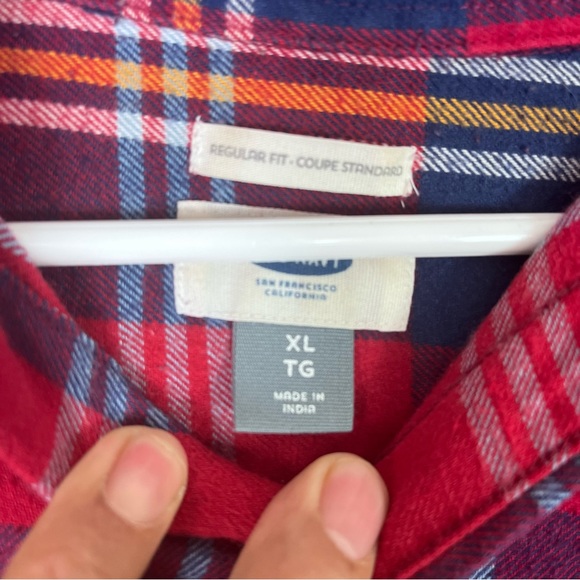 REGULAR FIT • COUPE STANDARD
SAN FRANCISCO
CALIFORNIA
XL
TG
MADE IN
INDIA